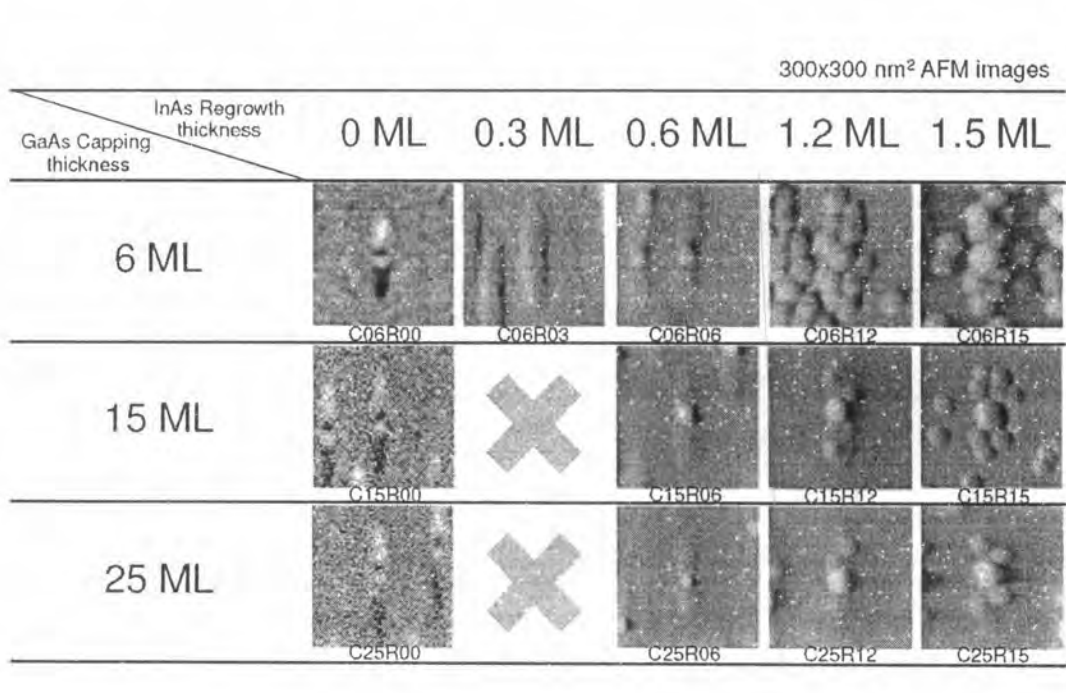 300x300 nm² AFM images
InAs Regrowth
thickness
GaAs Capping
thickness
0 ML 0.3 ML 0.6 ML 1.2 ML 1.5 ML
6 ML
C06R00 C06R03 C06R06 C06R12 C06R15
15 ML
C15R00 C15R06 C15R12 C15R15
25 ML
C25R00 C25R06 C25R12 C25R15